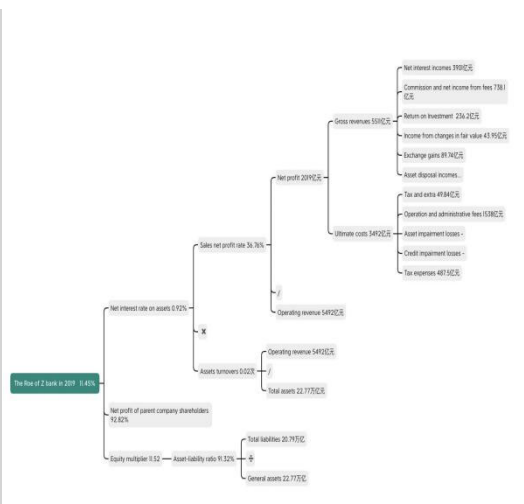 Net interest incomes 3901亿元
Commission and net income from fees 738.1
亿元
Return on Investment 236.2亿元
Gross revenues 5511亿元
Income from changes in fair value 43.95亿元
Exchange gains 89.74亿元
Asset disposal incomes...
Net profit 2019亿元
Tax and extra 49.84亿元
Operation and administrative fees 1538亿元
Ultimate costs 3492亿元
Asset impairment losses -
Credit impairment losses -
Tax expenses 487.5亿元
Sales net profit rate 36.76%
/
Operating revenue 5492亿元
Net interest rate on assets 0.92%
x
Operating revenue 5492亿元
Assets turnovers 0.02次
/
Total assets 22.77万亿元
The Roe of Z bank in 2019 11.45%
Net profit of parent company shareholders
92.82%
Total liabilities 20.79万亿
Equity multiplier 11.52
Asset-liability ratio 91.32%
÷
General assets 22.77万亿